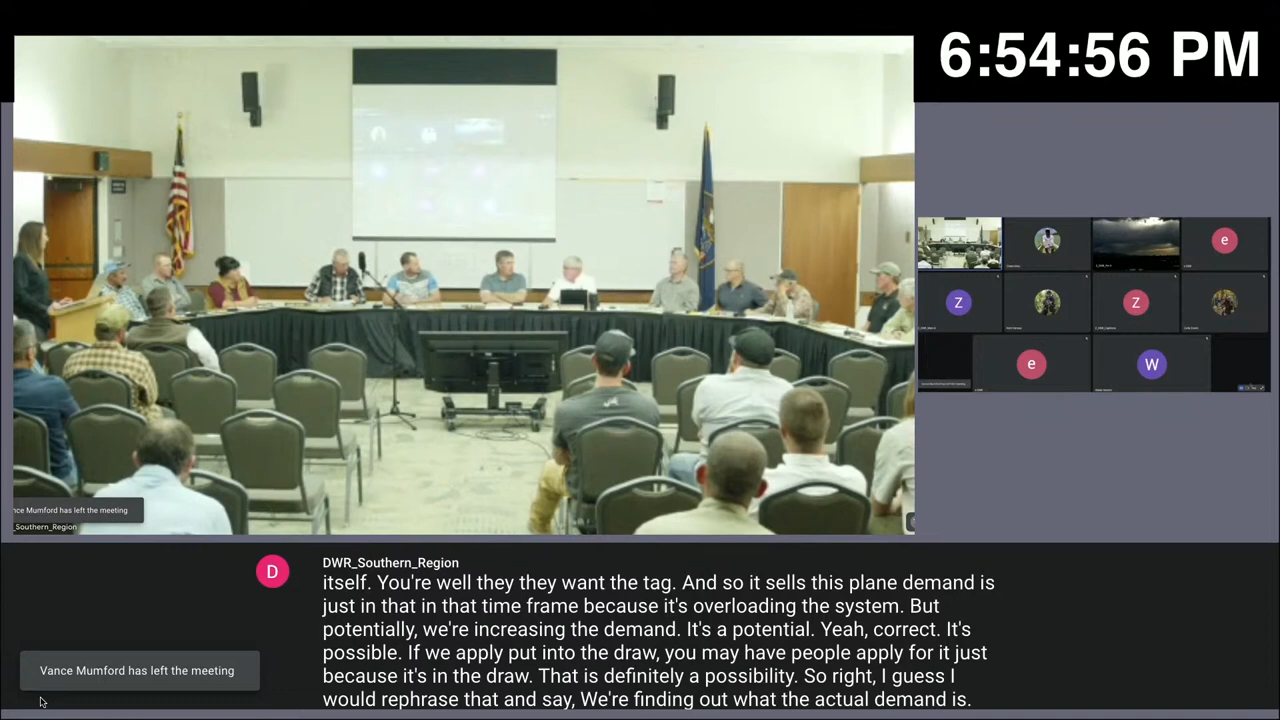 6:54:56 PM
e
Z
Z
e
W
nce Mumford has left the meeting
_Southern_Region
D
DWR_Southern_Region
itself. You're well they they want the tag. And so it sells this plane demand is
just in that in that time frame because it's overloading the system. But
potentially, we're increasing the demand. It's a potential. Yeah, correct. It's
possible. If we apply put into the draw, you may have people apply for it just
because it's in the draw. That is definitely a possibility. So right, I guess I
would rephrase that and say, We're finding out what the actual demand is.
Vance Mumford has left the meeting